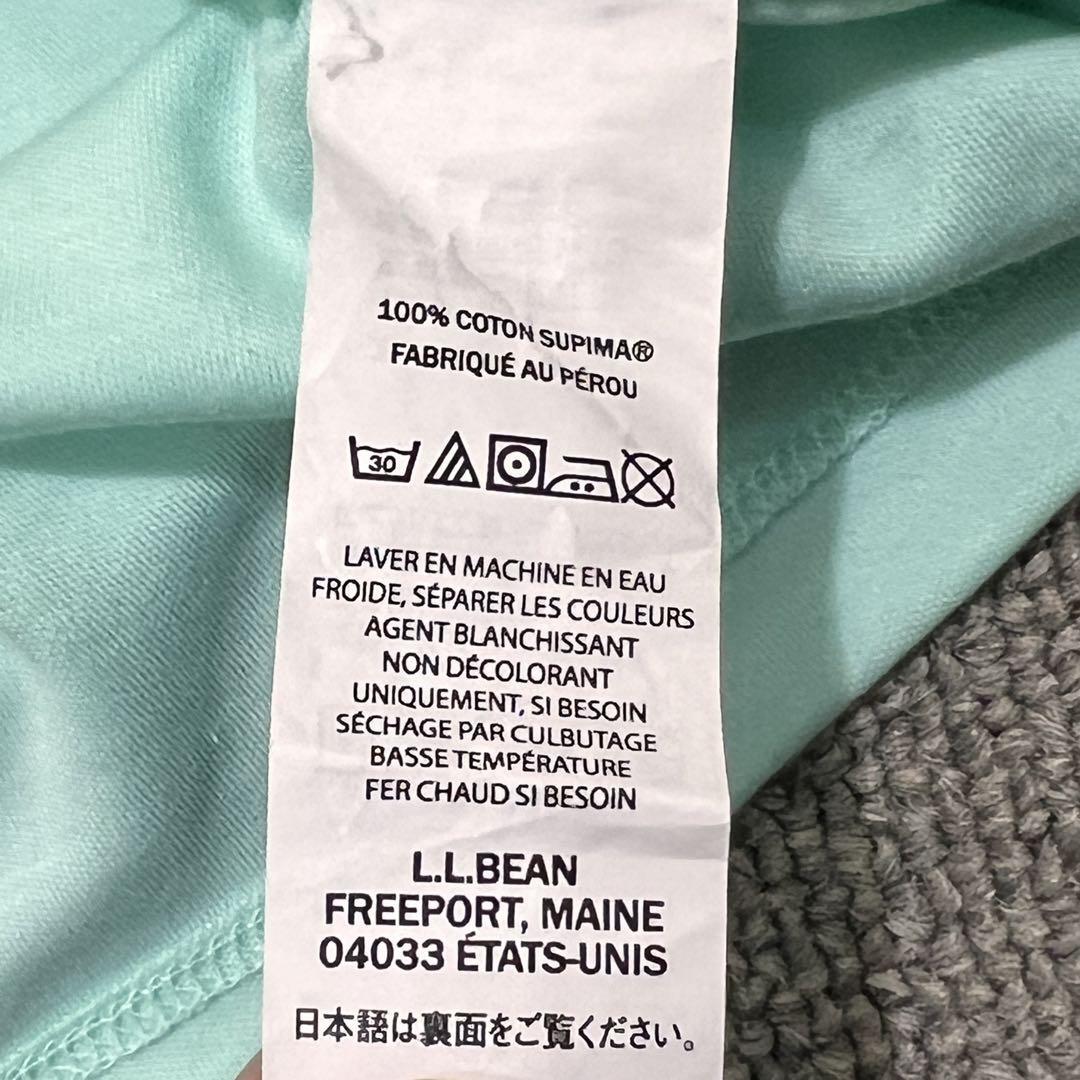 100% COTON SUPIMA®
FABRIQUÉ AU PÉROU
30
LAVER EN MACHINE EN EAU
FROIDE, SÉPARER LES COULEURS
AGENT BLANCHISSANT
NON DÉCOLORANT
UNIQUEMENT, SI BESOIN
SÉCHAGE PAR CULBUTAGE
BASSE TEMPÉRATURE
FER CHAUD SI BESOIN
L.L.BEAN
FREEPORT, MAINE
04033 ÉTATS-UNIS
日本語は裏面をご覧ください。